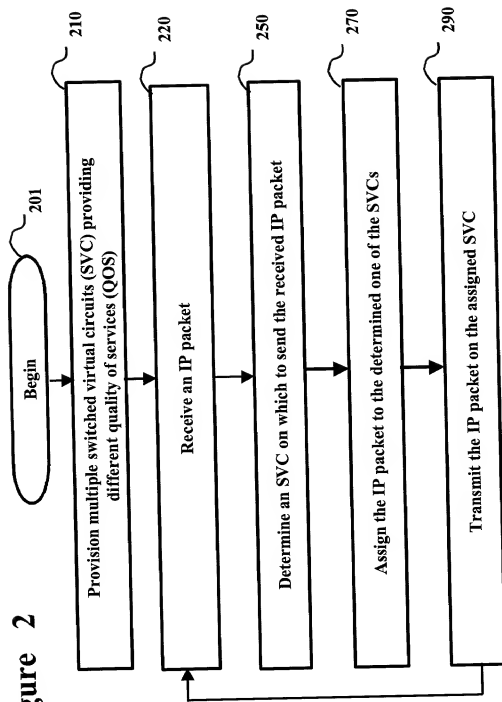 gure 2
Begin
201
Provision multiple switched virtual circuits (SVC) providing
different quality of services (QOS)
210
Receive an IP packet
220
Determine an SVC on which to send the received IP packet
250
Assign the IP packet to the determined one of the SVCs
270
Transmit the IP packet on the assigned SVC
290